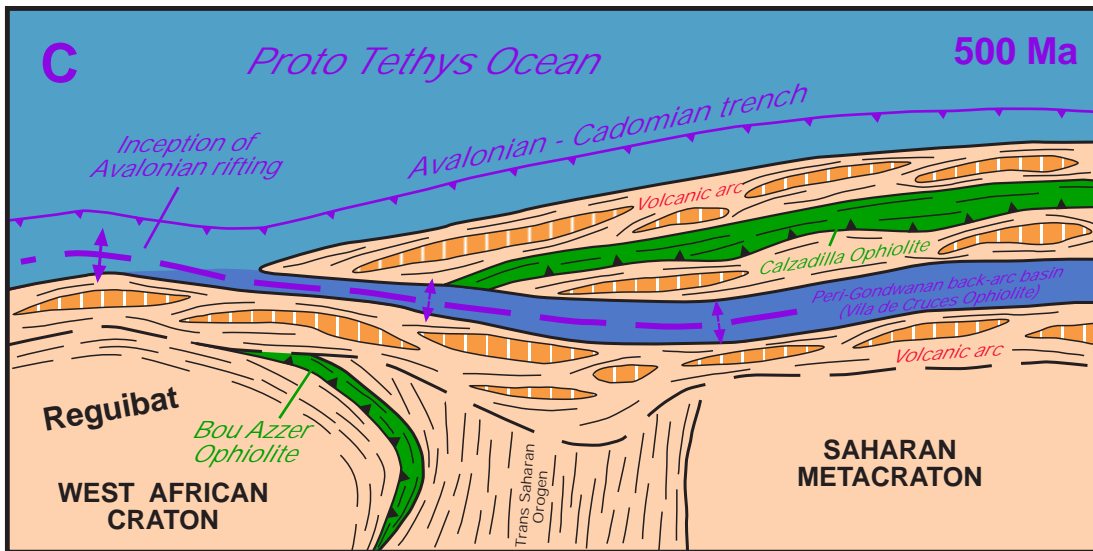 C
Proto Tethys Ocean
500 Ma
Inception of
Avalonian rifting
Avalonian - Cadomian trench
Volcanic arc
Calzadilla Ophiolite
Peri-Gondwanan back-arc basin
(Vila de Cruces Ophiolite)
Volcanic arc
Reguibat
Bou Azzer
Ophiolite
WEST AFRICAN
CRATON
Trans Saharan
Orogen
SAHARAN
METACRATON